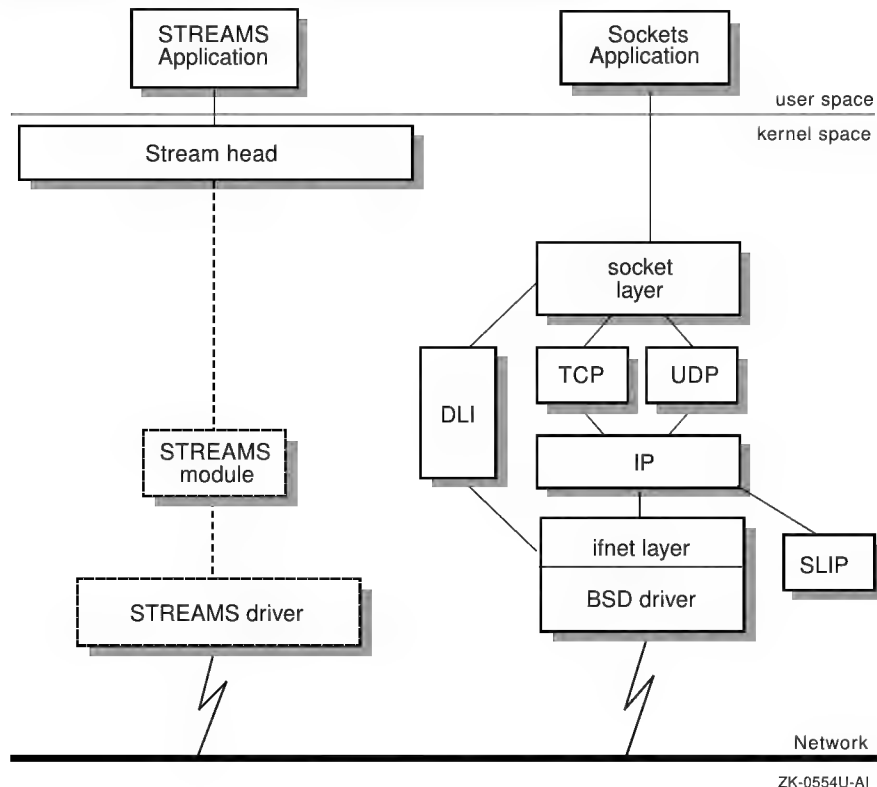 STREAMS
Application
Sockets
Application
user space
kernel space
Stream head
socket
layer
TCP
UDP
DLI
STREAMS
module
IP
ifnet layer
SLIP
BSD driver
STREAMS driver
Network
ZK-0554U-AI